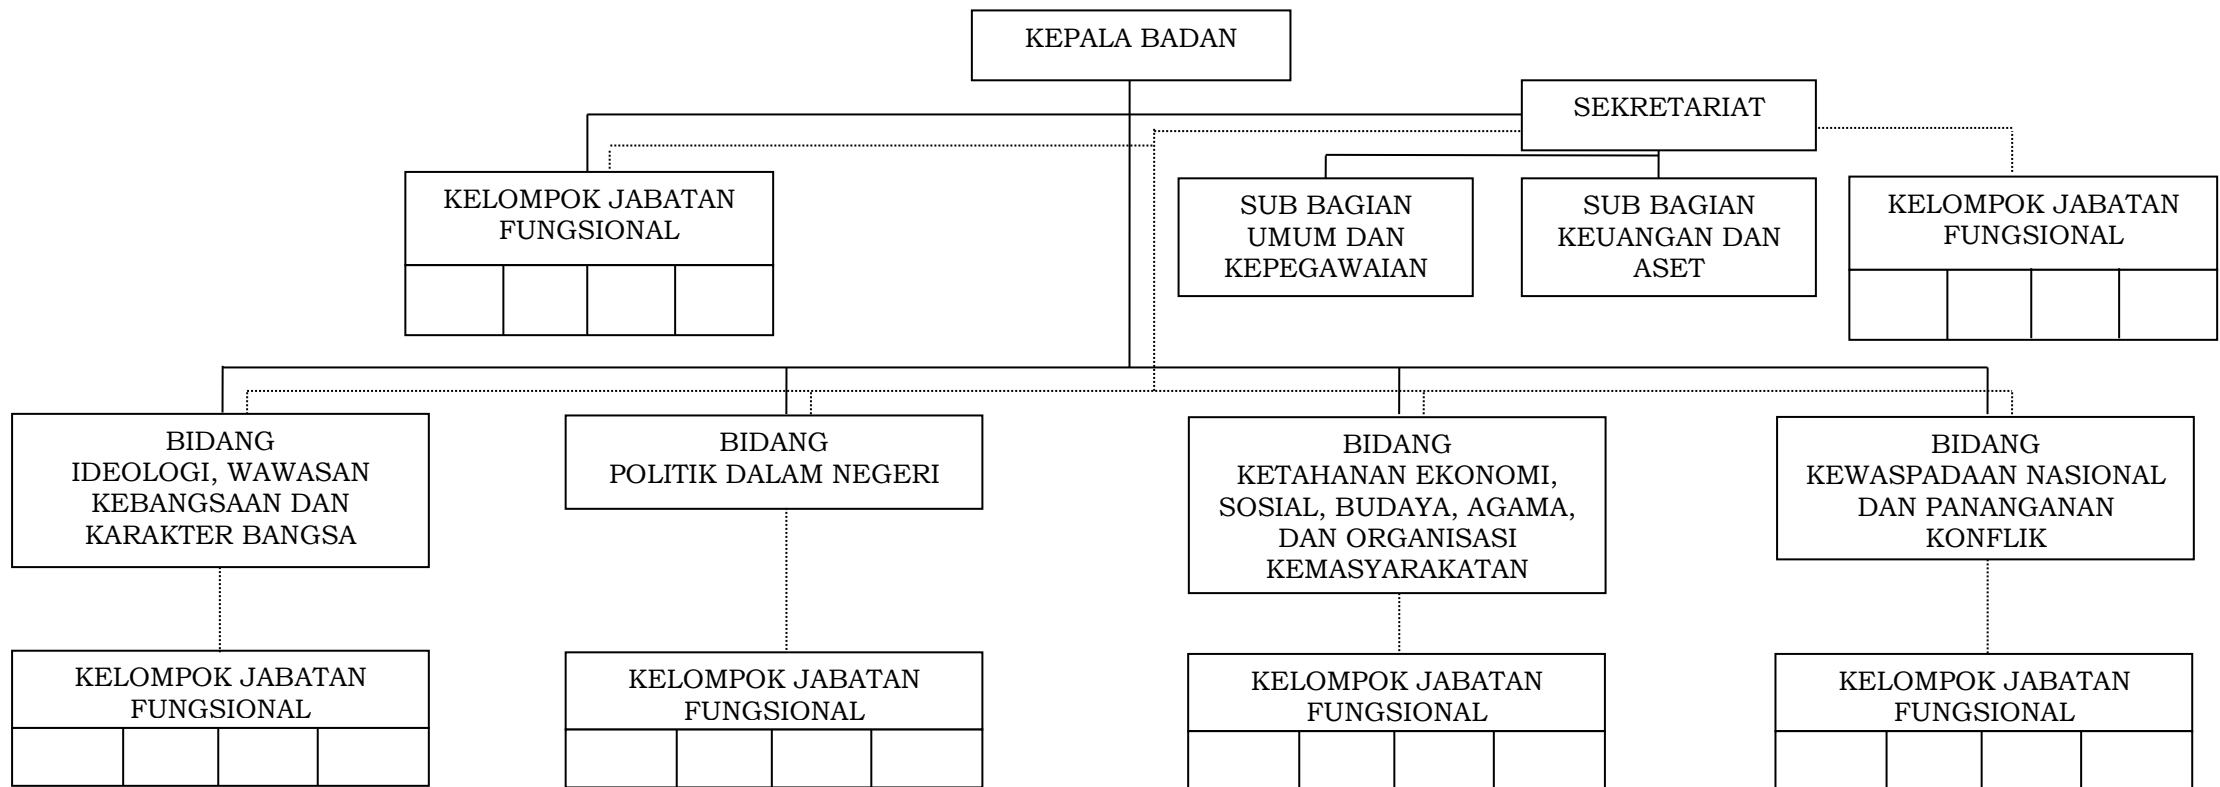 KEPALA BADAN
SEKRETARIAT
KELOMPOK JABATAN
FUNGSIONAL
SUB BAGIAN
UMUM DAN
KEPEGAWAIAN
SUB BAGIAN
KEUANGAN DAN
ASET
KELOMPOK JABATAN
FUNGSIONAL
BIDANG
IDEOLOGI, WAWASAN
KEBANGSAAN DAN
KARAKTER BANGSA
BIDANG
POLITIK DALAM NEGERI
BIDANG
KETAHANAN EKONOMI,
SOSIAL, BUDAYA, AGAMA,
DAN ORGANISASI
KEMASYARAKATAN
BIDANG
KEWASPADAAN NASIONAL
DAN PANANGANAN
KONFLIK
KELOMPOK JABATAN
FUNGSIONAL
KELOMPOK JABATAN
FUNGSIONAL
KELOMPOK JABATAN
FUNGSIONAL
KELOMPOK JABATAN
FUNGSIONAL